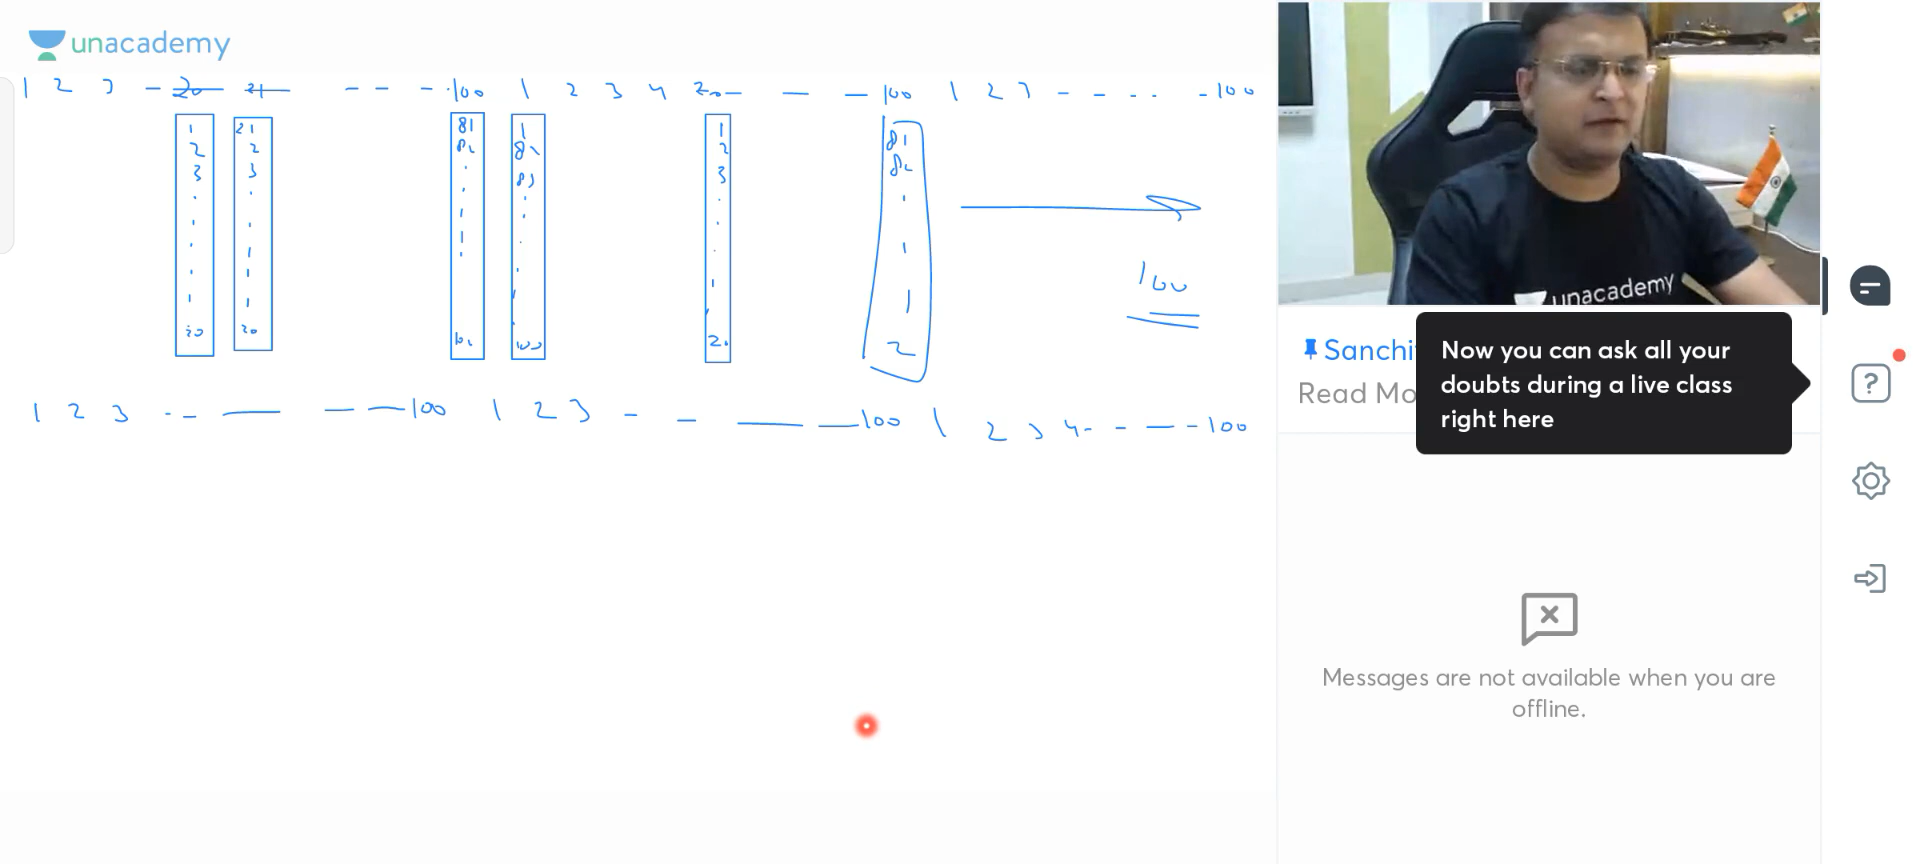 unacademy
1 2 3 - 20 21 - - - 100 1 2 3 4 20 - - - 100 1 2 3 - - - - - 100
1 21 81 1 1 81
2 2 82 82 2 82
3 3 83 3
100
20 20 100 20 2
1 2 3 - - - - - 100 1 2 3 - - - - 100 1 2 3 4 - - - - 100
unacademy
Sanchi
Read Mo
Now you can ask all your
doubts during a live class
right here
?
Messages are not available when you are
offline.